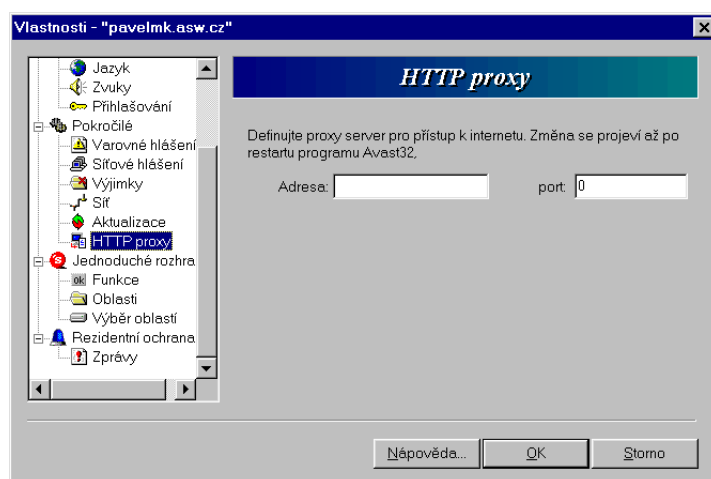 Vlastnosti - "pavelmk.asw.cz"
Jazyk
Zvuky
Přihlašování
Pokročilé
Varovné hlášení
Síťové hlášení
Výjimky
Síť
Aktualizace
HTTP proxy
Jednoduché rozhra
ok Funkce
Oblasti
Výběr oblastí
Rezidentní ochrana
Zprávy
HTTP proxy
Definujte proxy server pro přístup k internetu. Změna se projeví až po
restartu programu Avast32,
Adresa: port: 0
Nápověda... OK Storno